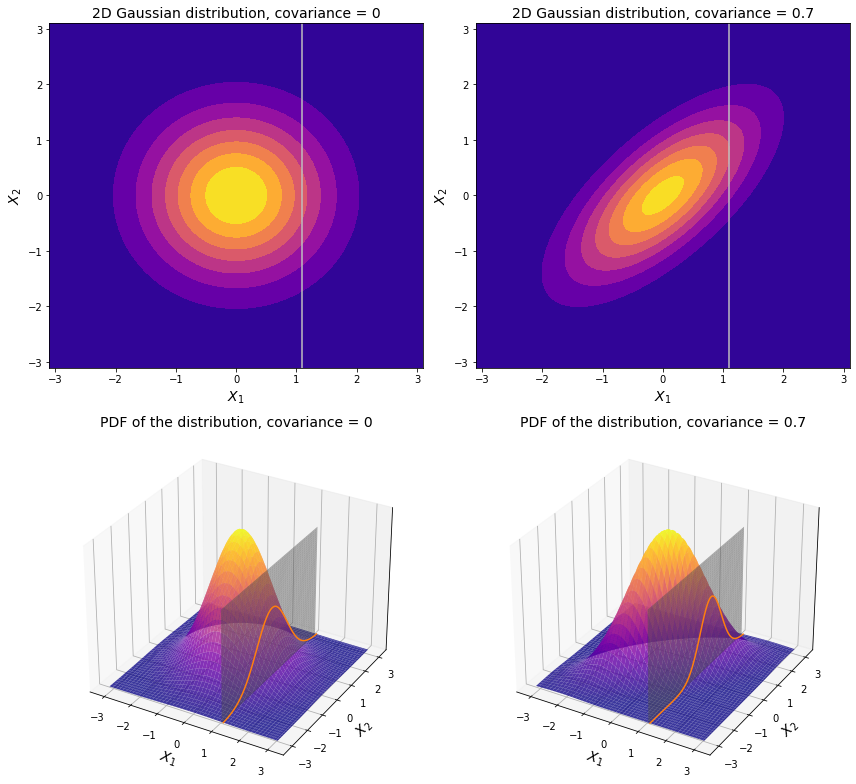 2D Gaussian distribution, covariance = 0
3
2
1
0
−1
−2
−3
X₂
−3 −2 −1 0 1 2 3
X₁
2D Gaussian distribution, covariance = 0.7
3
2
1
0
−1
−2
−3
X₂
−3 −2 −1 0 1 2 3
X₁
PDF of the distribution, covariance = 0
−3 −2 −1 0 1 2 3
X₁
−3 −2 −1 0 1 2 3
X₂
PDF of the distribution, covariance = 0.7
−3 −2 −1 0 1 2 3
X₁
−3 −2 −1 0 1 2 3
X₂